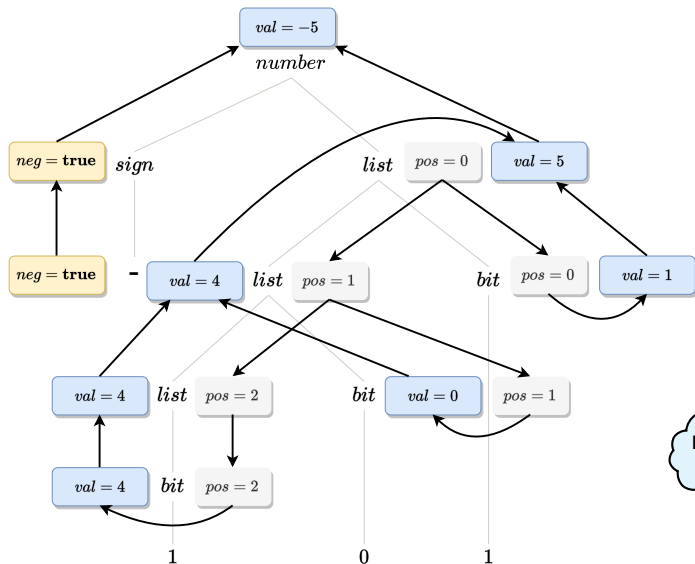 val = −5
number
neg = true sign list pos = 0 val = 5
neg = true - val = 4 list pos = 1 bit pos = 0 val = 1
val = 4 list pos = 2 bit val = 0 pos = 1
val = 4 bit pos = 2
1 0 1